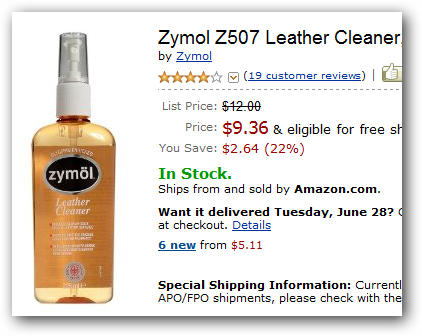 Zymol Z507 Leather Cleaner.
by Zymol
(19 customer reviews) |
List Price: $12.00
Price: $9.36 & eligible for free sh
You Save: $2.64 (22%)
In Stock.
Ships from and sold by Amazon.com.
Want it delivered Tuesday, June 28?
at checkout. Details
6 new from $5.11
Special Shipping Information: Currentl
APO/FPO shipments, please check with the
zymöl
Leather
Cleaner